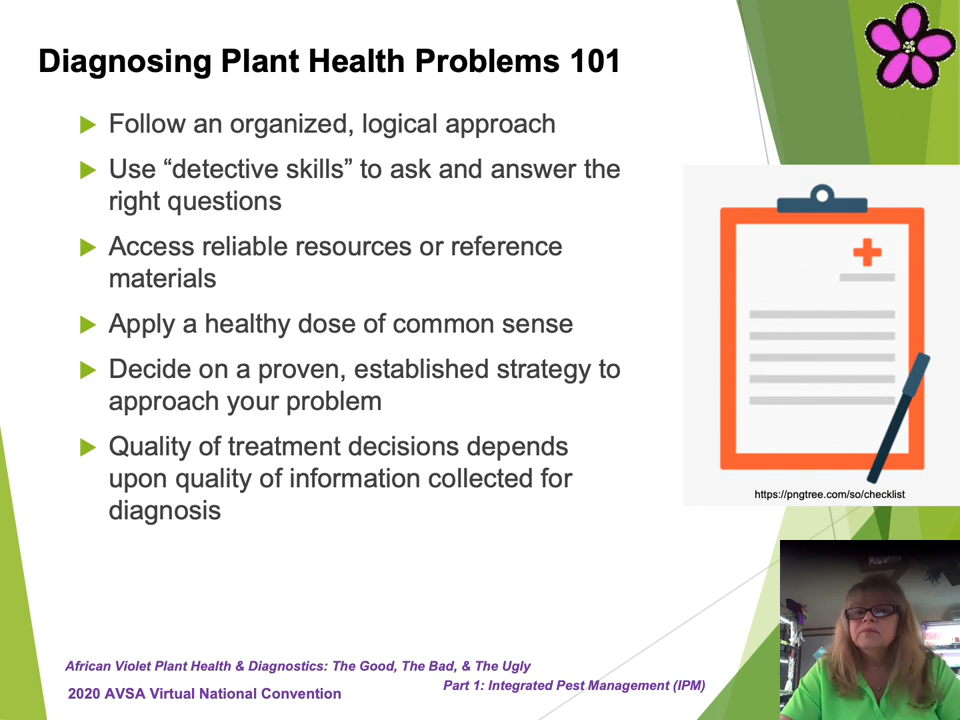 Diagnosing Plant Health Problems 101
Follow an organized, logical approach
Use “detective skills” to ask and answer the
right questions
Access reliable resources or reference
materials
Apply a healthy dose of common sense
Decide on a proven, established strategy to
approach your problem
Quality of treatment decisions depends
upon quality of information collected for
diagnosis
https://pngtree.com/so/checklist
African Violet Plant Health & Diagnostics: The Good, The Bad, & The Ugly
Part 1: Integrated Pest Management (IPM)
2020 AVSA Virtual National Convention